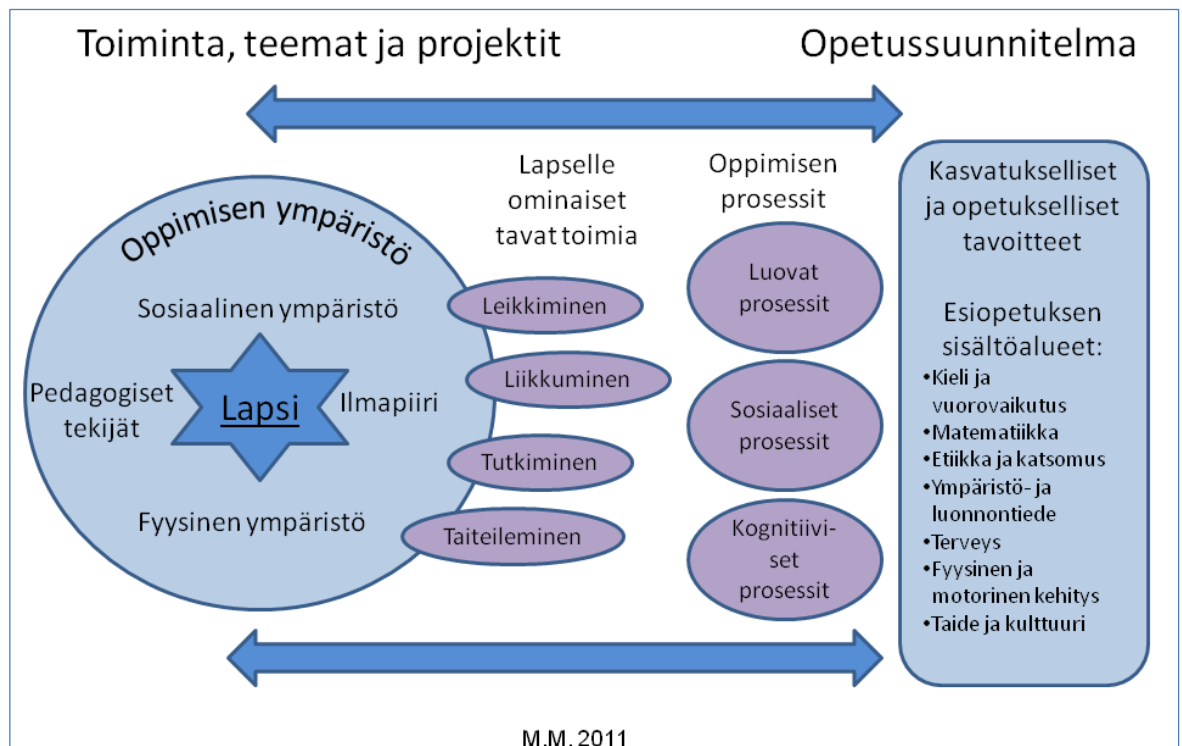 Toiminta, teemat ja projektit
Opetussuunnitelma
Oppimisen ympäristö
Sosiaalinen ympäristö
Pedagogiset
tekijät
Lapsi
Ilmapiiri
Fyysinen ympäristö
Lapselle
ominaiset
tavat toimia
Leikkiminen
Liikkuminen
Tutkiminen
Taiteileminen
Oppimisen
prosessit
Luovat
prosessit
Sosiaaliset
prosessit
Kognitiivi-
set
prosessit
Kasvatukselliset
ja opetukselliset
tavoitteet
Esiopetuksen
sisältöalueet:
•Kieli ja
vuorovaikutus
•Matematiikka
•Etiikka ja katsomus
•Ympäristö- ja
luonnontiede
•Terveys
•Fyysinen ja
motorinen kehitys
•Taide ja kulttuuri
M.M. 2011